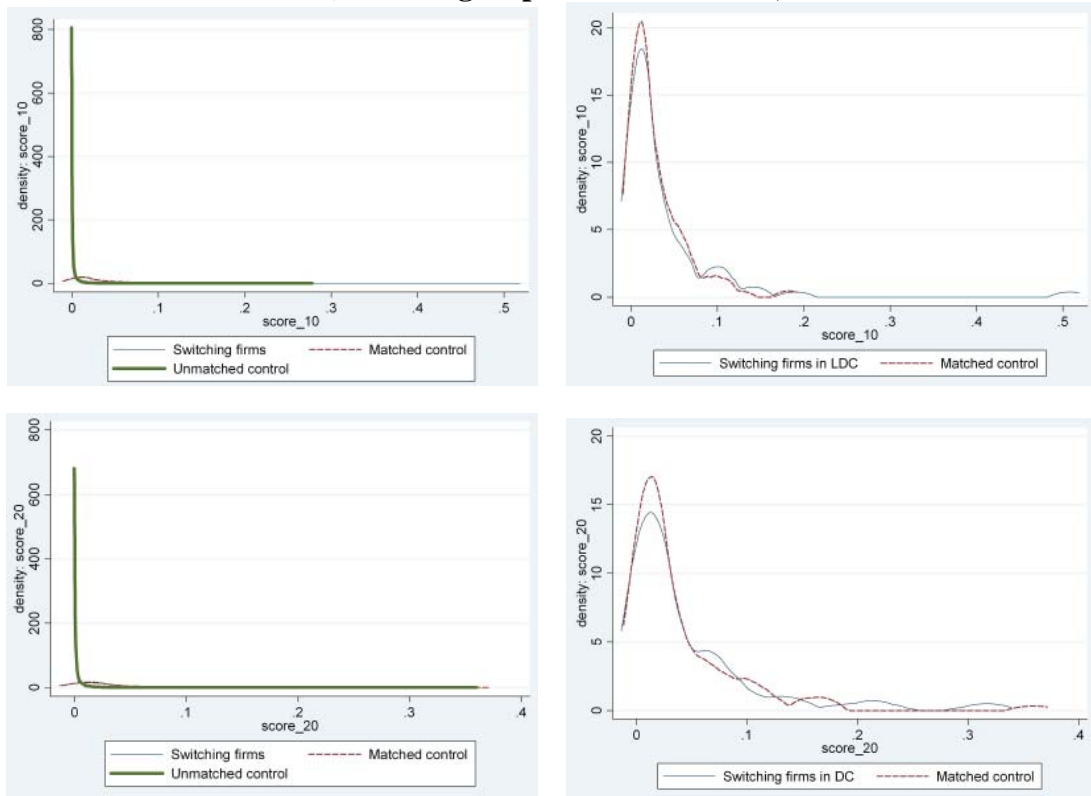 density: score_10
800
600
400
200
0
0
.1
.2
.3
.4
.5
score_10
Switching firms
Matched control
Unmatched control
density: score_10
20
15
10
5
0
0
.1
.2
.3
.4
.5
score_10
Switching firms in LDC
Matched control
density: score_20
800
600
400
200
0
0
.1
.2
.3
.4
score_20
Switching firms
Matched control
Unmatched control
density: score_20
20
15
10
5
0
0
.1
.2
.3
.4
score_20
Switching firms in DC
Matched control